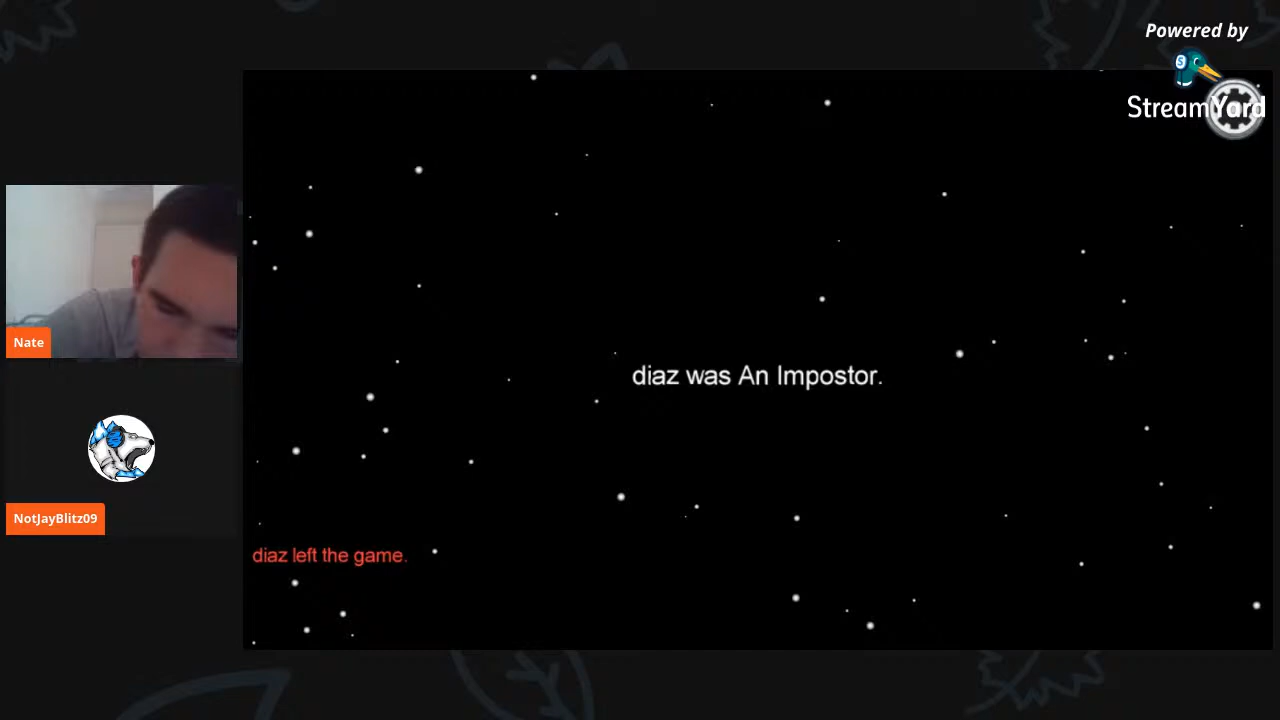 Powered by
StreamYard
Nate
diaz was An Impostor.
NotJayBlitz09
diaz left the game.